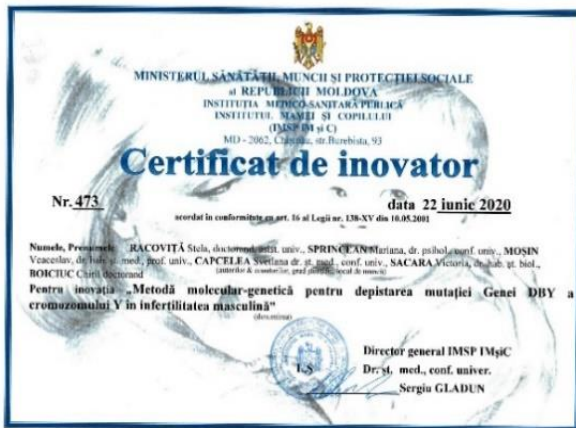 MINISTERUL SĂNĂTĂȚII, MUNCII ȘI PROTECȚIEI SOCIALE
al REPUBLICII MOLDOVA
INSTITUȚIA MEDICO-SANITARĂ PUBLICĂ
INSTITUTUL MAMEI ȘI COPILULUI
(IMSP IM și C)
MD - 2062, Chișinău, str.Burebista, 93
Certificat de inovator
Nr. 473 data 22 iunie 2020
acordat in conformitate cu art. 16 al Legii nr. 138-XV din 10.05.2001
Numele, Prenumele RACOVIȚĂ Stela, doctorand, asist. univ., SPRINCEAN Mariana, dr. psihol., conf. univ., MOȘIN
Veaceslav, dr. hab. șt. med., prof. univ., CAPCELEA Svetlana dr. șt. med., conf. univ., SACARA Victoria, dr. hab. șt. biol.,
BOICIUC Chiril doctorand
Pentru inovația „Metodă molecular-genetică pentru depistarea mutației Genei DBY a
cromozomului Y în infertilitatea masculină"
(denumirea)
L.Ș
Director general IMSP IMșiC
Dr. șt. med., conf. univer.
Sergiu GLADUN